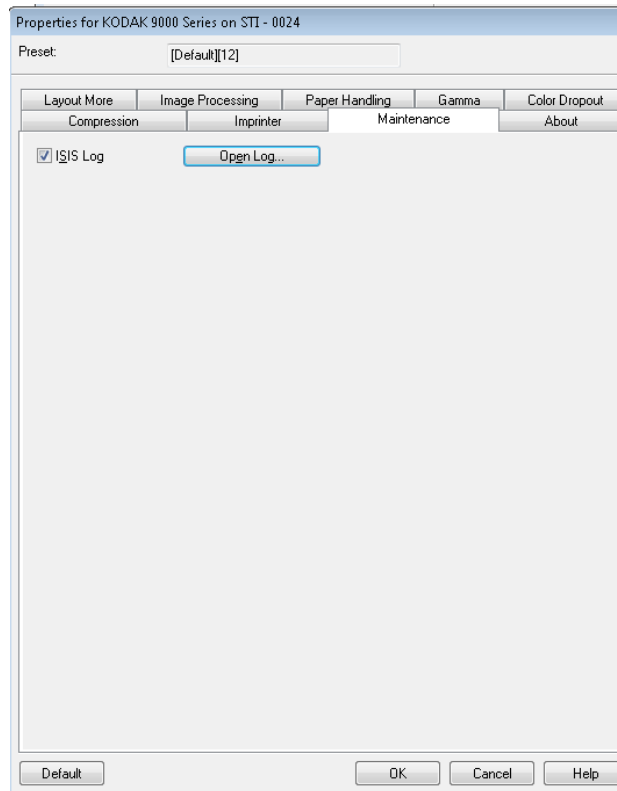 Properties for KODAK 9000 Series on STI - 0024
Preset: [Default][12]
Layout More Image Processing Paper Handling Gamma Color Dropout
Compression Imprinter Maintenance About
ISIS Log Open Log...
Default OK Cancel Help